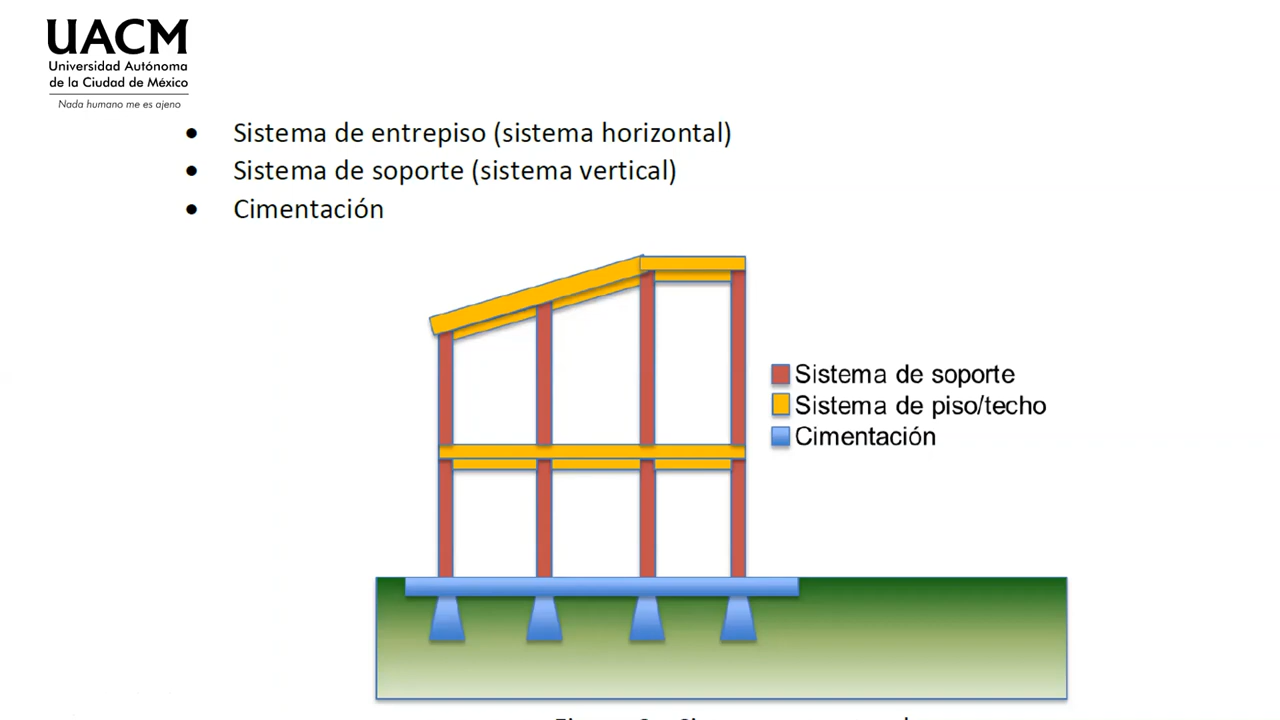 UACM
Universidad Autónoma
de la Ciudad de México
Nada humano me es ajeno
• Sistema de entrepiso (sistema horizontal)
• Sistema de soporte (sistema vertical)
• Cimentación
Sistema de soporte
Sistema de piso/techo
Cimentación